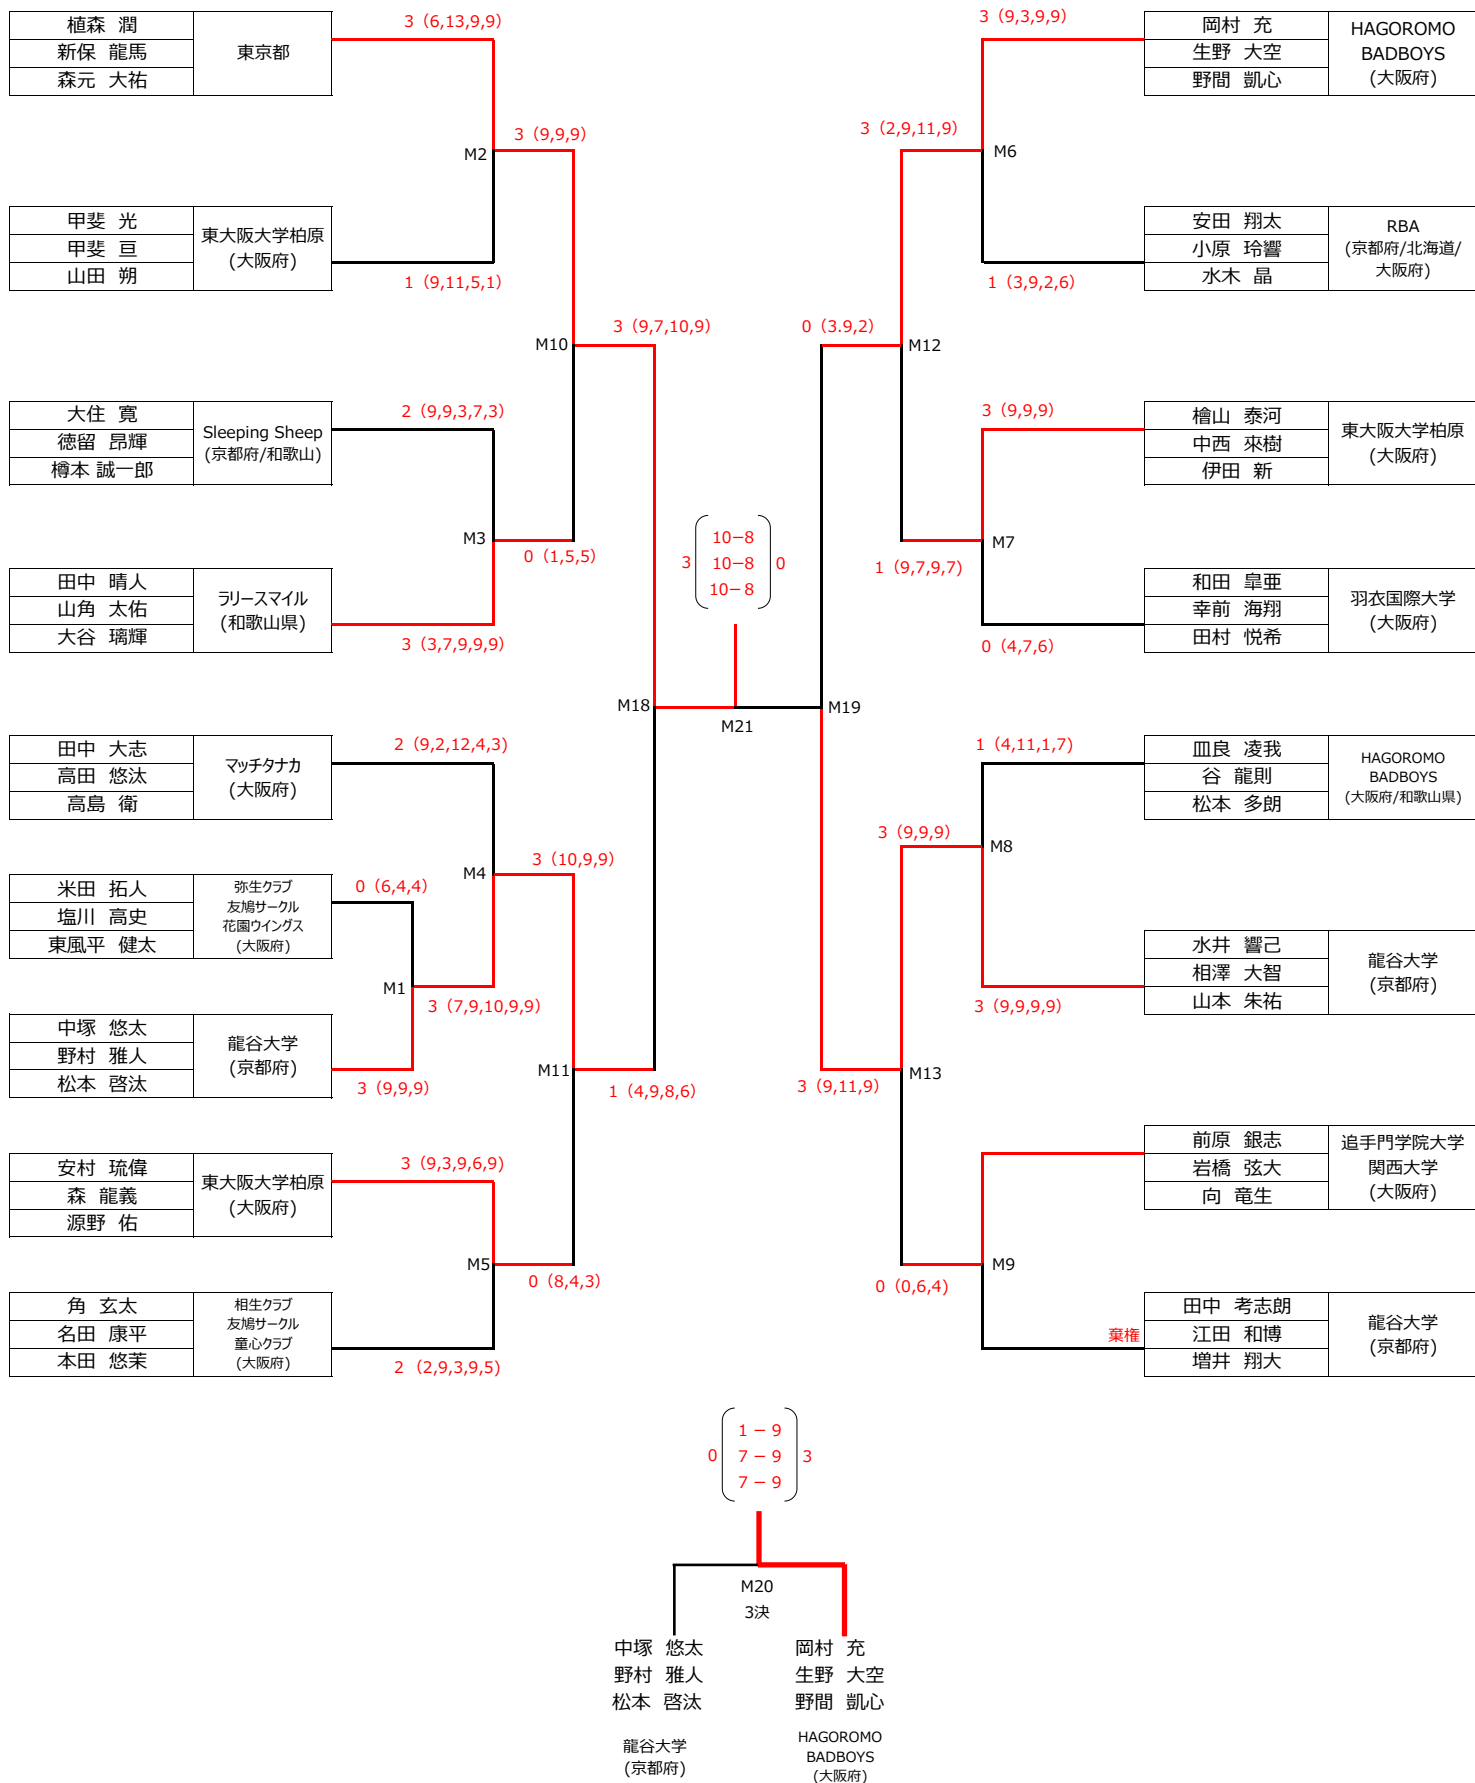 植森 潤
新保 龍馬
森元 大祐
東京都
3（6,13,9,9）
M2
3（9,9,9）
甲斐 光
甲斐 亘
山田 朔
東大阪大学柏原
(大阪府)
1（9,11,5,1）
M10
3（9,7,10,9）
大住 寛
徳留 昂輝
樽本 誠一郎
Sleeping Sheep
(京都府/和歌山)
2（9,9,3,7,3）
M3
0（1,5,5）
田中 晴人
山角 太佑
大谷 璃輝
ラリースマイル
(和歌山県)
3（3,7,9,9,9）
M18
田中 大志
高田 悠汰
高島 衛
マッチタナカ
(大阪府)
2（9,2,12,4,3）
M4
3（10,9,9）
米田 拓人
塩川 高史
東風平 健太
弥生クラブ
友鳩サークル
花園ウイングス
(大阪府)
0（6,4,4）
M1
3（7,9,10,9,9）
中塚 悠太
野村 雅人
松本 啓汰
龍谷大学
(京都府)
3（9,9,9）
M11
1（4,9,8,6）
安村 琉偉
森 龍義
源野 佑
東大阪大学柏原
(大阪府)
3（9,3,9,6,9）
M5
0（8,4,3）
角 玄太
名田 康平
本田 悠茉
相生クラブ
友鳩サークル
童心クラブ
(大阪府)
2（2,9,3,9,5）
3
10−8
10−8
10−8
0
M21
3（9,3,9,9）
岡村 充
生野 大空
野間 凱心
HAGOROMO
BADBOYS
(大阪府)
3（2,9,11,9）
M6
安田 翔太
小原 玲響
水木 晶
RBA
(京都府/北海道/
大阪府)
1（3,9,2,6）
0（3.9,2）
M12
3（9,9,9）
檜山 泰河
中西 來樹
伊田 新
東大阪大学柏原
(大阪府)
M7
1（9,7,9,7）
和田 皐亜
幸前 海翔
田村 悦希
羽衣国際大学
(大阪府)
0（4,7,6）
M19
1（4,11,1,7）
皿良 凌我
谷 龍則
松本 多朗
HAGOROMO
BADBOYS
(大阪府/和歌山県)
3（9,9,9）
M8
水井 響己
相澤 大智
山本 朱祐
龍谷大学
(京都府)
3（9,9,9,9）
3（9,11,9）
M13
前原 銀志
岩橋 弦大
向 竜生
追手門学院大学
関西大学
(大阪府)
M9
0（0,6,4）
棄権
田中 考志朗
江田 和博
増井 翔大
龍谷大学
(京都府)
0
1 − 9
7 − 9
7 − 9
3
M20
3決
中塚 悠太
野村 雅人
松本 啓汰
龍谷大学
(京都府)
岡村 充
生野 大空
野間 凱心
HAGOROMO
BADBOYS
(大阪府)